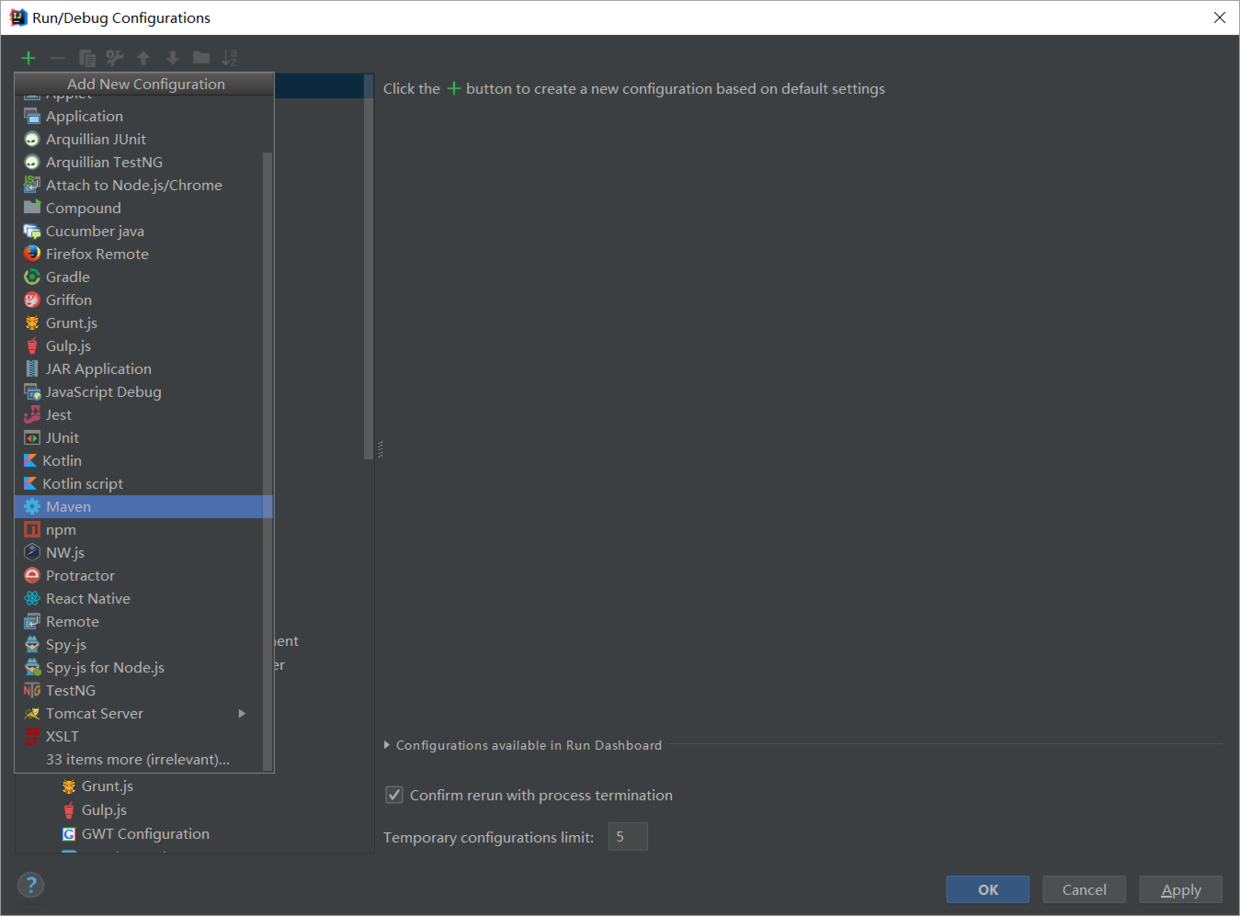 Run/Debug Configurations
Add New Configuration
Click the + button to create a new configuration based on default settings
Applet
Application
Arquillian JUnit
Arquillian TestNG
Attach to Node.js/Chrome
Compound
Cucumber java
Firefox Remote
Gradle
Griffon
Grunt.js
Gulp.js
JAR Application
JavaScript Debug
Jest
JUnit
Kotlin
Kotlin script
Maven
npm
NW.js
Protractor
React Native
Remote
Spy-js
Spy-js for Node.js
TestNG
Tomcat Server
XSLT
33 items more (irrelevant)...
Grunt.js
Gulp.js
GWT Configuration
Configurations available in Run Dashboard
Confirm rerun with process termination
Temporary configurations limit: 5
?
OK
Cancel
Apply